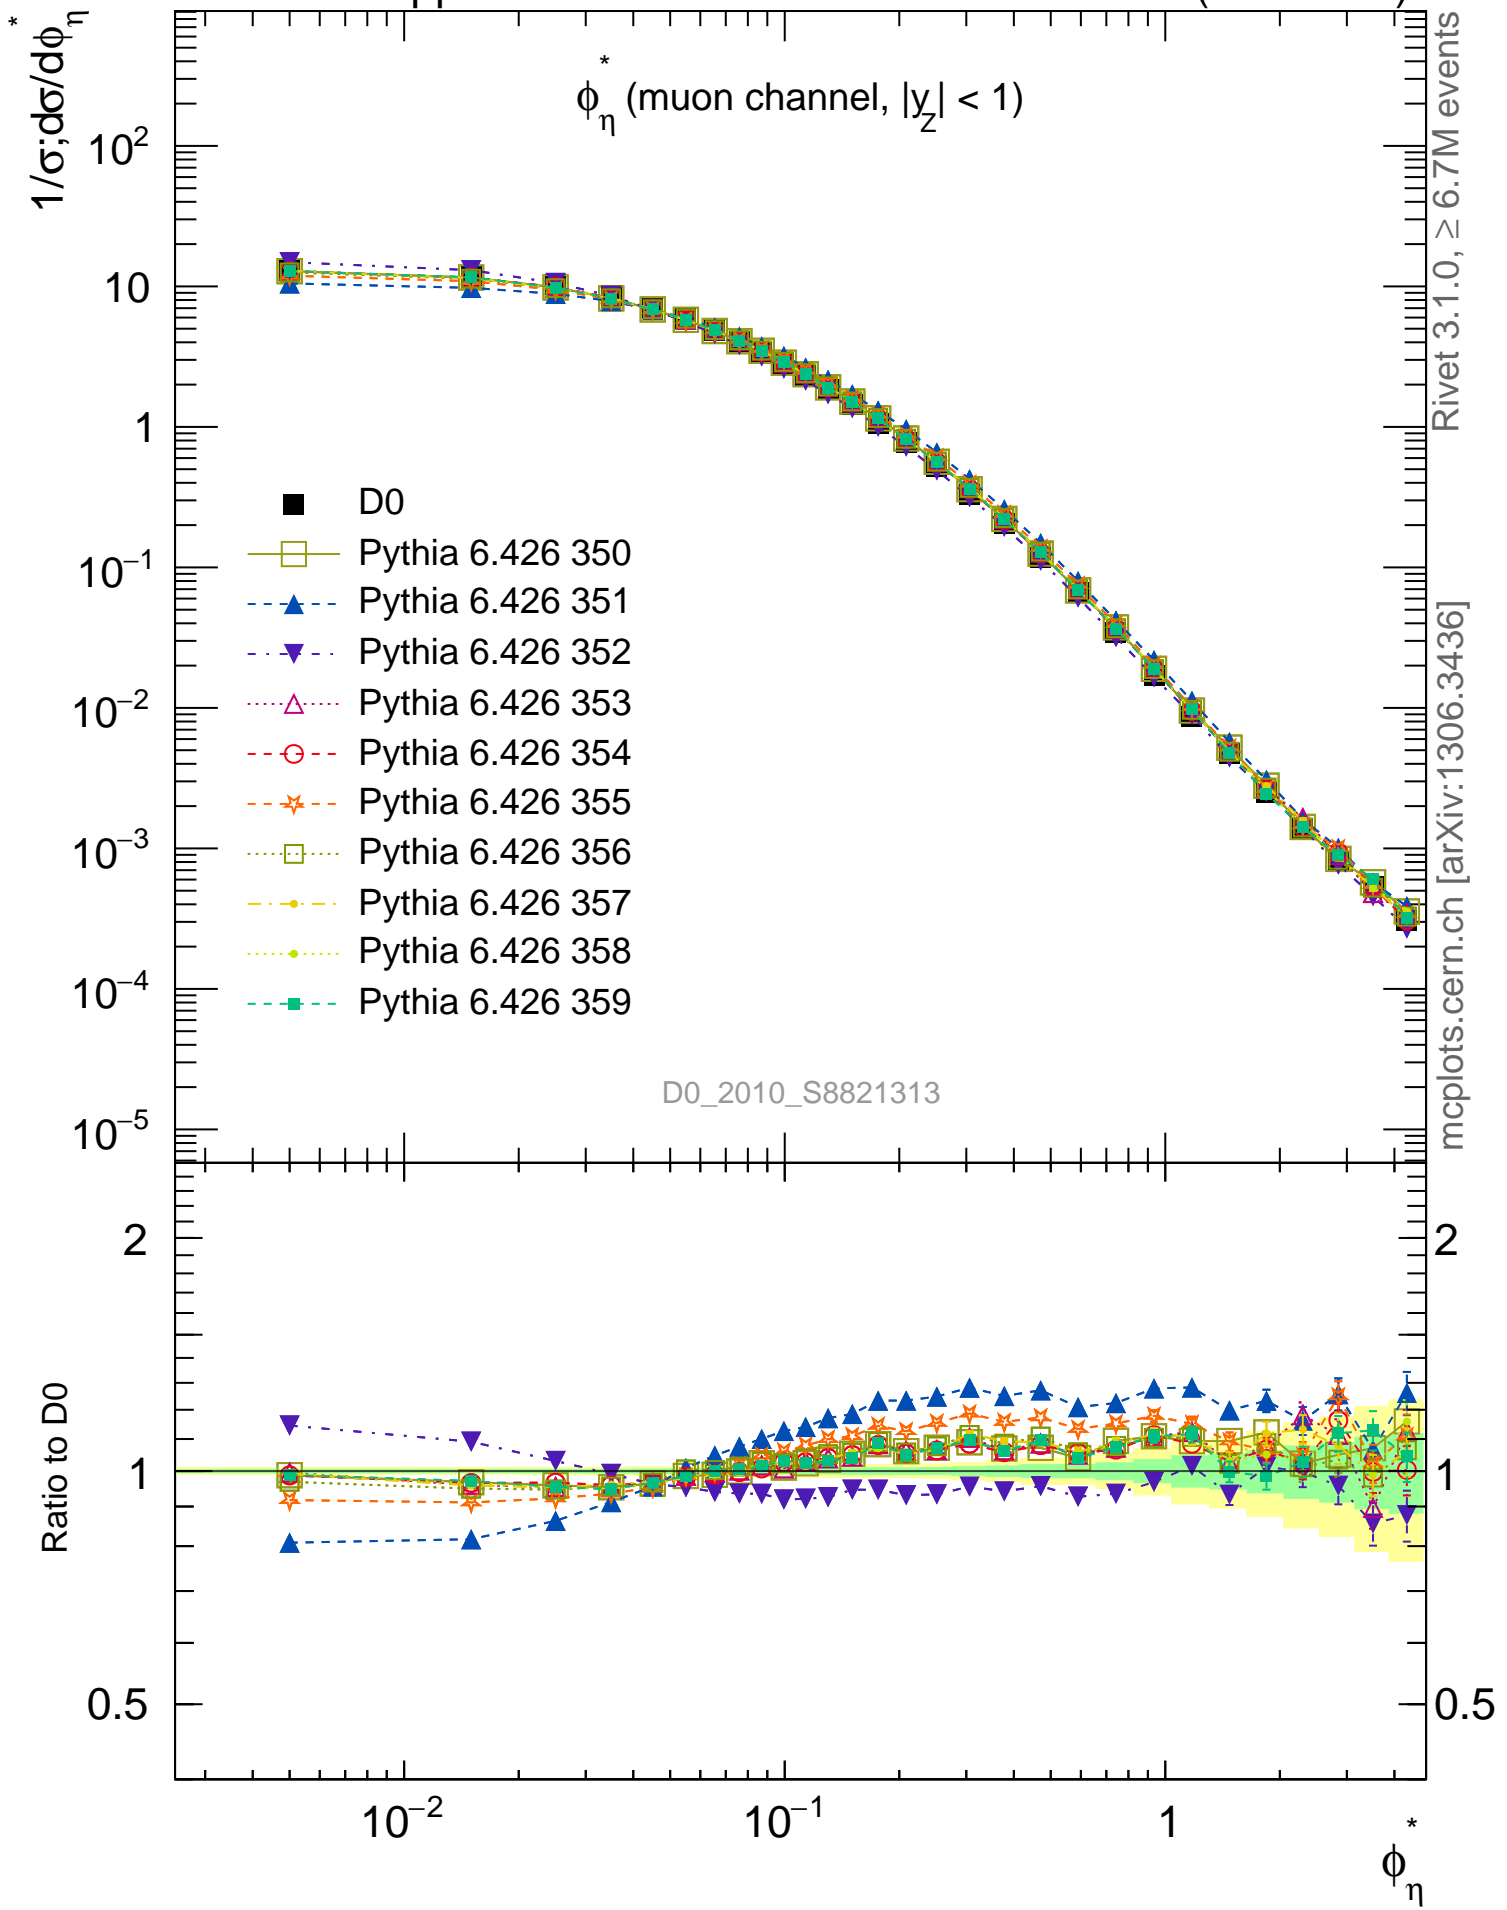 1/σ;dσ/dϕ*η
ϕ*η (muon channel, |yZ| < 1)
10²
10
1
10⁻¹
10⁻²
10⁻³
10⁻⁴
10⁻⁵
D0
Pythia 6.426 350
Pythia 6.426 351
Pythia 6.426 352
Pythia 6.426 353
Pythia 6.426 354
Pythia 6.426 355
Pythia 6.426 356
Pythia 6.426 357
Pythia 6.426 358
Pythia 6.426 359
D0_2010_S8821313
Rivet 3.1.0, ≥ 6.7M events
mcplots.cern.ch [arXiv:1306.3436]
Ratio to D0
2
1
0.5
2
1
0.5
10⁻²
10⁻¹
1
ϕ*η